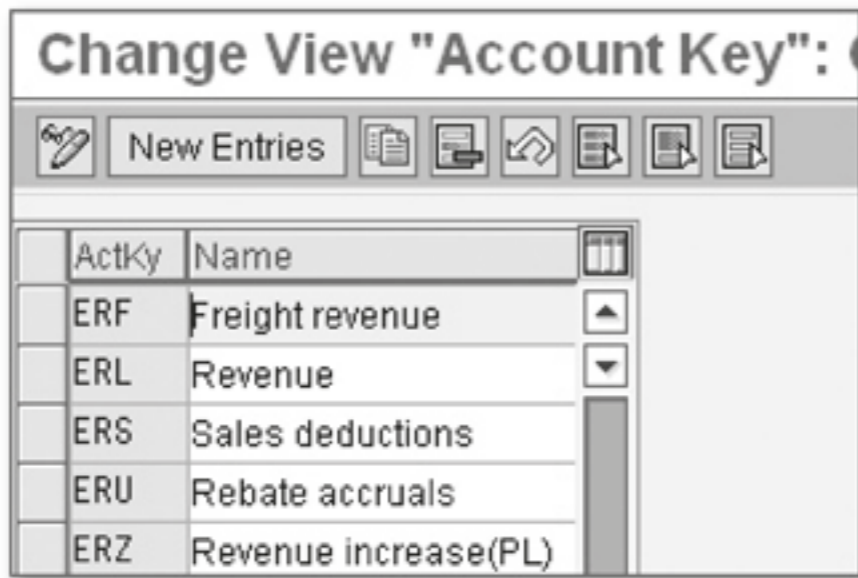 Change View "Account Key":
New Entries
ActKy Name
ERF Freight revenue
ERL Revenue
ERS Sales deductions
ERU Rebate accruals
ERZ Revenue increase(PL)